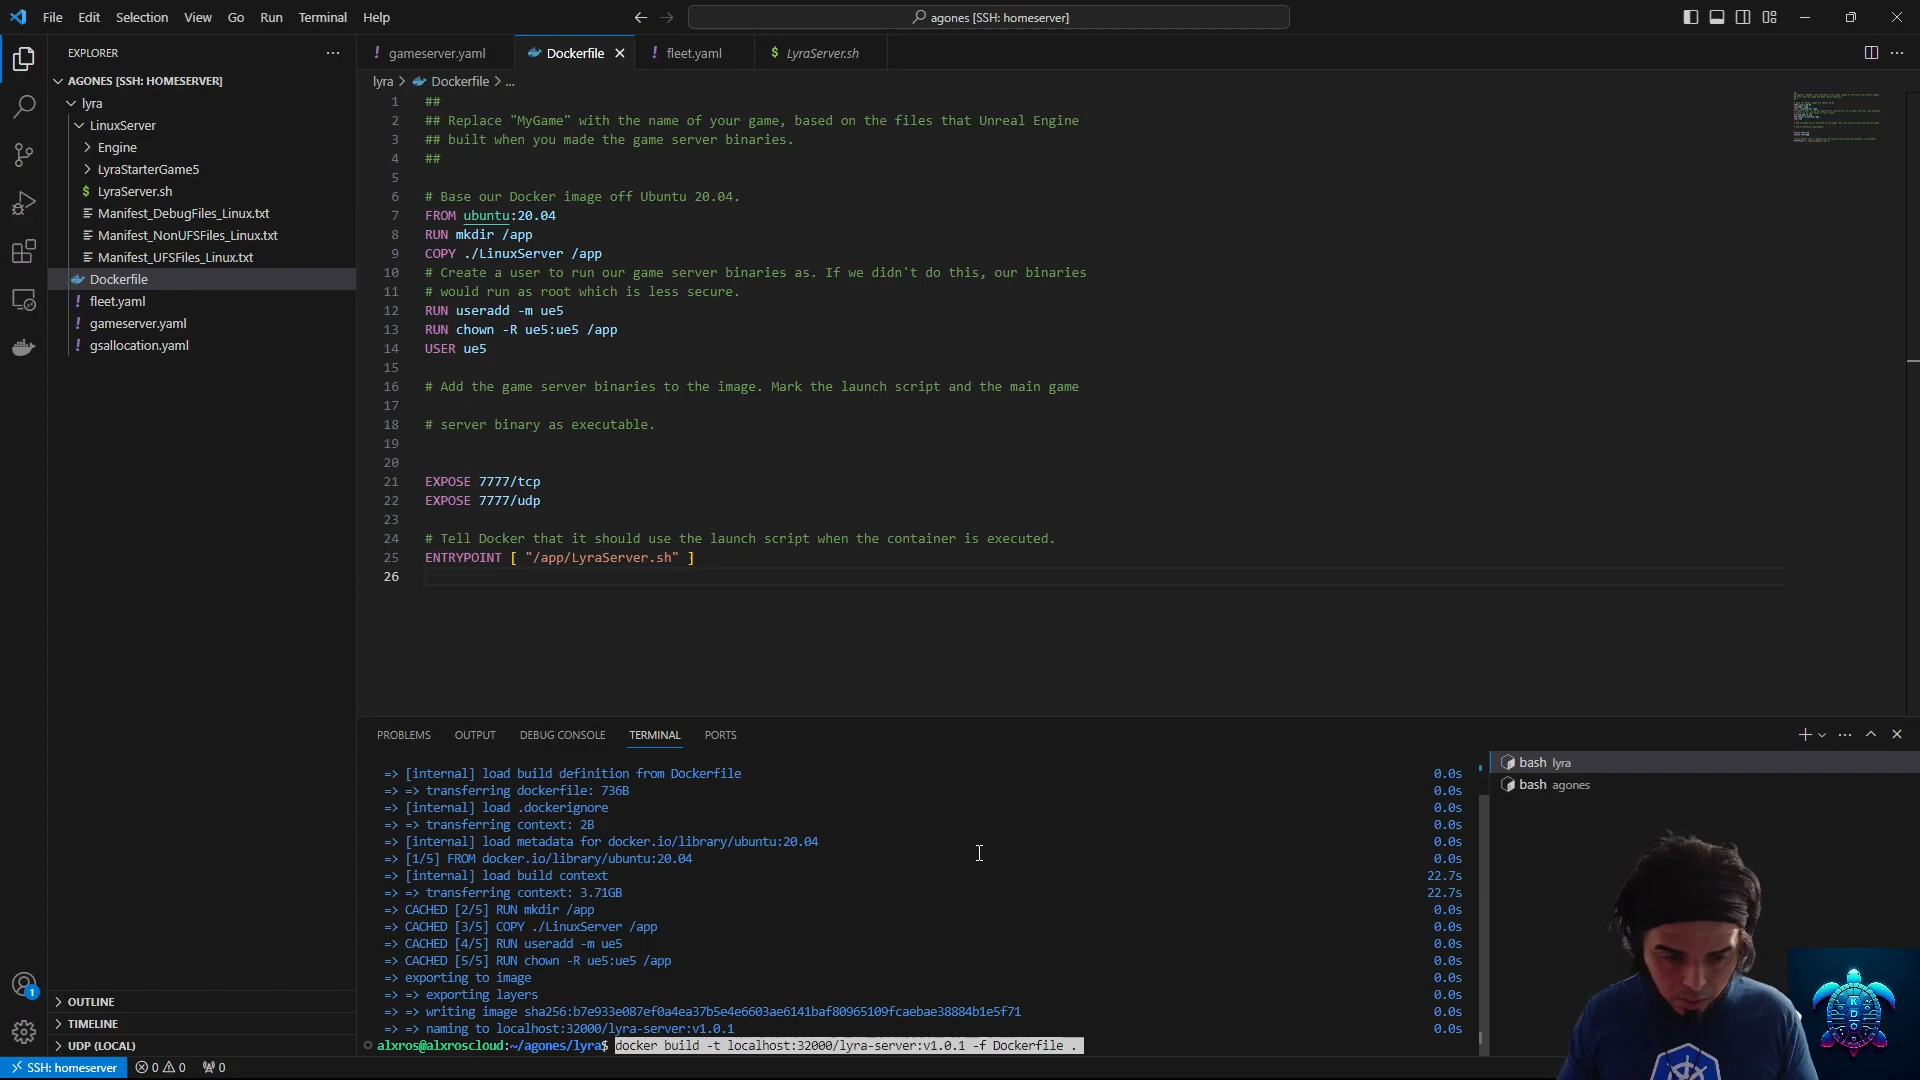 File Edit Selection View Go Run Terminal Help
agones [SSH: homeserver]
EXPLORER
AGONES [SSH: HOMESERVER]
lyra
LinuxServer
Engine
LyraStarterGame5
$ LyraServer.sh
Manifest_DebugFiles_Linux.txt
Manifest_NonUFSFiles_Linux.txt
Manifest_UFSFiles_Linux.txt
Dockerfile
! fleet.yaml
! gameserver.yaml
! gsallocation.yaml
OUTLINE
TIMELINE
UDP (LOCAL)
! gameserver.yaml Dockerfile ! fleet.yaml $ LyraServer.sh
lyra > Dockerfile > ...
1 ##
2 ## Replace "MyGame" with the name of your game, based on the files that Unreal Engine
3 ## built when you made the game server binaries.
4 ##
5
6 # Base our Docker image off Ubuntu 20.04.
7 FROM ubuntu:20.04
8 RUN mkdir /app
9 COPY ./LinuxServer /app
10 # Create a user to run our game server binaries as. If we didn't do this, our binaries
11 # would run as root which is less secure.
12 RUN useradd -m ue5
13 RUN chown -R ue5:ue5 /app
14 USER ue5
15
16 # Add the game server binaries to the image. Mark the launch script and the main game
17
18 # server binary as executable.
19
20
21 EXPOSE 7777/tcp
22 EXPOSE 7777/udp
23
24 # Tell Docker that it should use the launch script when the container is executed.
25 ENTRYPOINT [ "/app/LyraServer.sh" ]
26
PROBLEMS OUTPUT DEBUG CONSOLE TERMINAL PORTS
=> [internal] load build definition from Dockerfile 0.0s
=> => transferring dockerfile: 736B 0.0s
=> [internal] load .dockerignore 0.0s
=> => transferring context: 2B 0.0s
=> [internal] load metadata for docker.io/library/ubuntu:20.04 0.0s
=> [1/5] FROM docker.io/library/ubuntu:20.04 0.0s
=> [internal] load build context 22.7s
=> => transferring context: 3.71GB 22.7s
=> CACHED [2/5] RUN mkdir /app 0.0s
=> CACHED [3/5] COPY ./LinuxServer /app 0.0s
=> CACHED [4/5] RUN useradd -m ue5 0.0s
=> CACHED [5/5] RUN chown -R ue5:ue5 /app 0.0s
=> exporting to image 0.0s
=> => exporting layers 0.0s
=> => writing image sha256:b7e933e087ef0a4ea37b5e4e6603ae6141baf80965109fcaebae38884b1e5f71 0.0s
=> => naming to localhost:32000/lyra-server:v1.0.1 0.0s
alxros@alxroscloud:~/agones/lyra$ docker build -t localhost:32000/lyra-server:v1.0.1 -f Dockerfile .
bash lyra
bash agones
1
SSH: homeserver 0 0 0
K
D
O